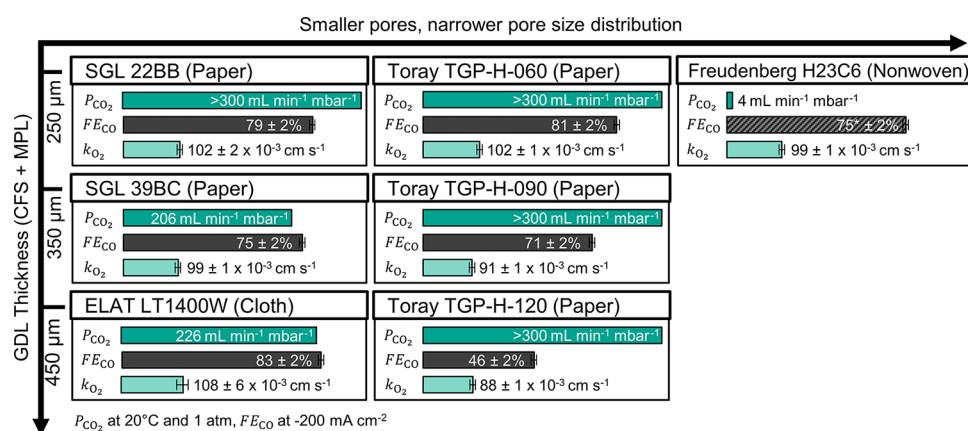 Smaller pores, narrower pore size distribution
GDL Thickness (CFS + MPL)
250 µm
SGL 22BB (Paper)
P_CO₂ >300 mL min⁻¹ mbar⁻¹
FE_CO 79 ± 2%
k_O₂ 102 ± 2 x 10⁻³ cm s⁻¹
Toray TGP-H-060 (Paper)
P_CO₂ >300 mL min⁻¹ mbar⁻¹
FE_CO 81 ± 2%
k_O₂ 102 ± 1 x 10⁻³ cm s⁻¹
Freudenberg H23C6 (Nonwoven)
P_CO₂ 4 mL min⁻¹ mbar⁻¹
FE_CO 75* ± 2%
k_O₂ 99 ± 1 x 10⁻³ cm s⁻¹
350 µm
SGL 39BC (Paper)
P_CO₂ 206 mL min⁻¹ mbar⁻¹
FE_CO 75 ± 2%
k_O₂ 99 ± 1 x 10⁻³ cm s⁻¹
Toray TGP-H-090 (Paper)
P_CO₂ >300 mL min⁻¹ mbar⁻¹
FE_CO 71 ± 2%
k_O₂ 91 ± 1 x 10⁻³ cm s⁻¹
450 µm
ELAT LT1400W (Cloth)
P_CO₂ 226 mL min⁻¹ mbar⁻¹
FE_CO 83 ± 2%
k_O₂ 108 ± 6 x 10⁻³ cm s⁻¹
Toray TGP-H-120 (Paper)
P_CO₂ >300 mL min⁻¹ mbar⁻¹
FE_CO 46 ± 2%
k_O₂ 88 ± 1 x 10⁻³ cm s⁻¹
P_CO₂ at 20°C and 1 atm, FE_CO at -200 mA cm⁻²